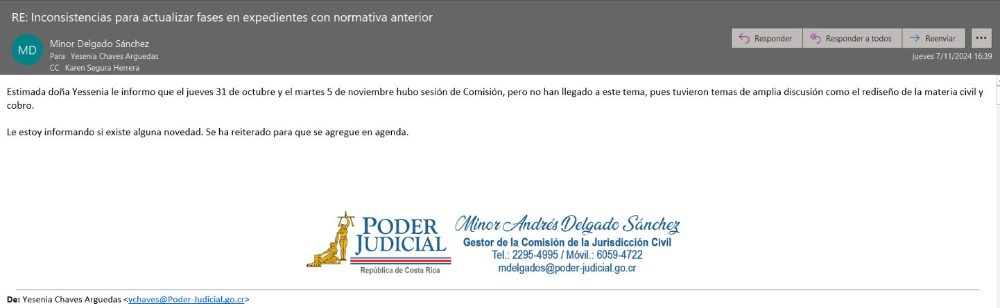 RE: Inconsistencias para actualizar fases en expedientes con normativa anterior
MD
Minor Delgado Sánchez
Para Yesenia Chaves Arguedas
CC Karen Segura Herrera
Responder
Responder a todos
Reenviar
jueves 7/11/2024 16:39
Estimada doña Yessenia le informo que el jueves 31 de octubre y el martes 5 de noviembre hubo sesión de Comisión, pero no han llegado a este tema, pues tuvieron temas de amplia discusión como el rediseño de la materia civil y
cobro.
Le estoy informando si existe alguna novedad. Se ha reiterado para que se agregue en agenda.
PODER
JUDICIAL
República de Costa Rica
Minor Andrés Delgado Sánchez
Gestor de la Comisión de la Jurisdicción Civil
Tel.: 2295-4995 / Móvil.: 6059-4722
mdelgados@poder-judicial.go.cr
De: Yesenia Chaves Arguedas <ychaves@Poder-Judicial.go.cr>